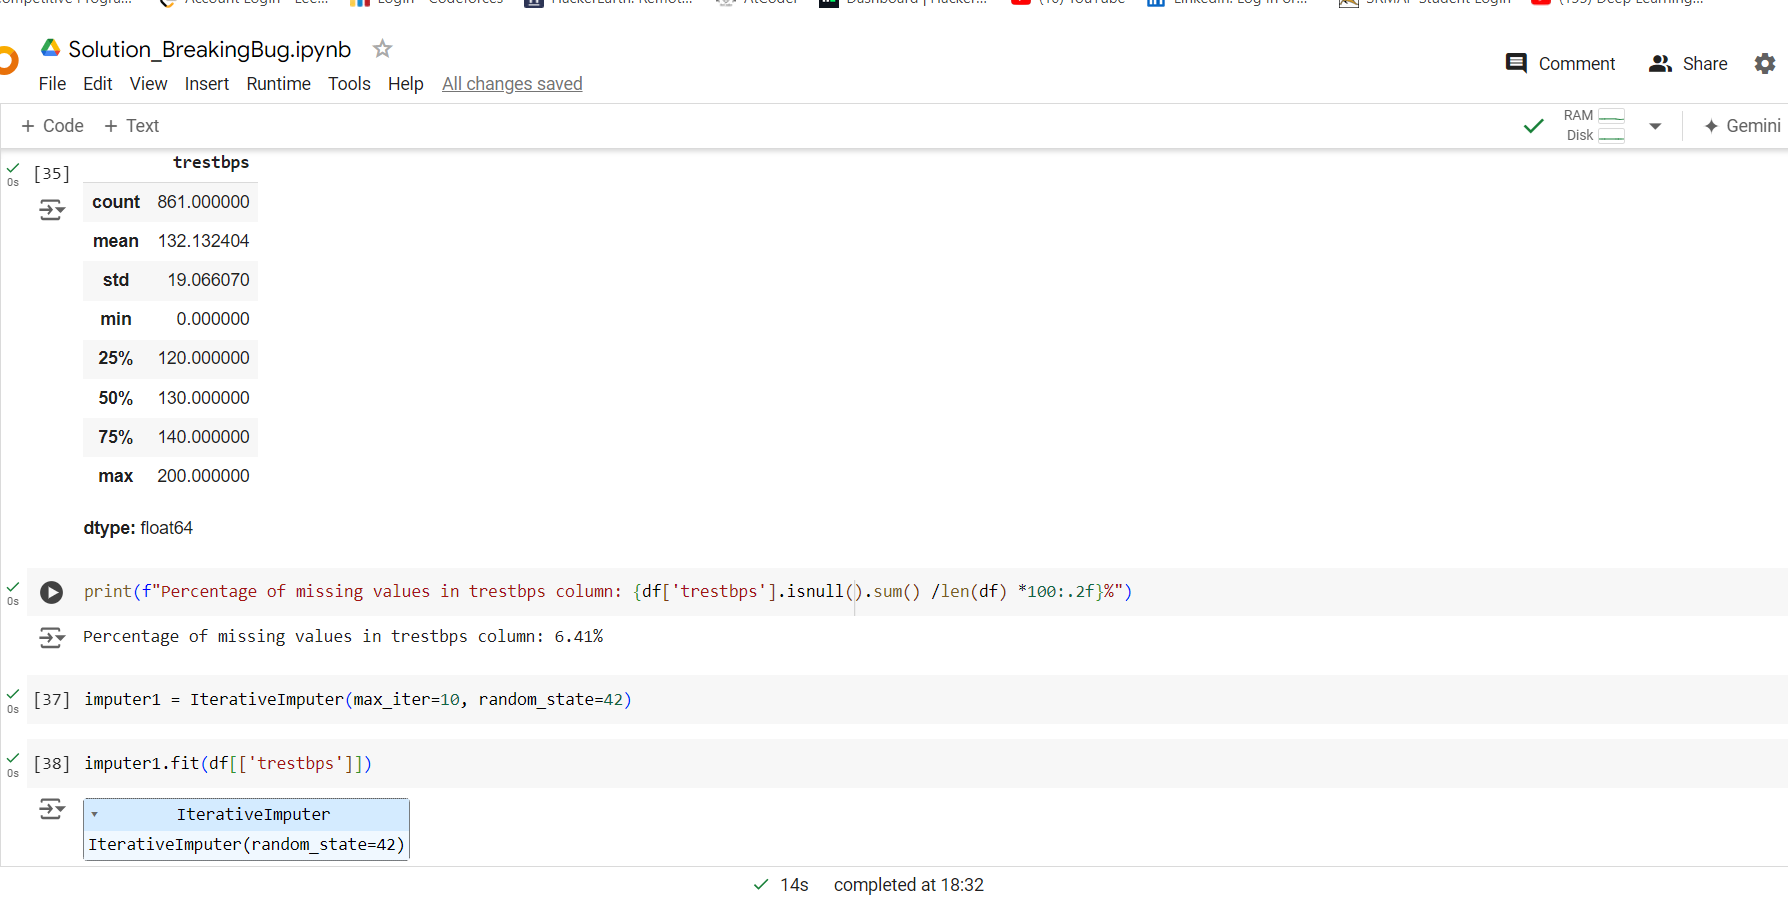 Solution_BreakingBug.ipynb
File Edit View Insert Runtime Tools Help All changes saved
Comment Share
+ Code + Text
RAM
Disk
Gemini
[35]
0s
trestbps
count 861.000000
mean 132.132404
std 19.066070
min 0.000000
25% 120.000000
50% 130.000000
75% 140.000000
max 200.000000
dtype: float64
0s
print(f"Percentage of missing values in trestbps column: {df['trestbps'].isnull().sum() /len(df) *100:.2f}%")
Percentage of missing values in trestbps column: 6.41%
[37] imputer1 = IterativeImputer(max_iter=10, random_state=42)
0s
[38] imputer1.fit(df[['trestbps']])
0s
IterativeImputer
IterativeImputer(random_state=42)
14s completed at 18:32